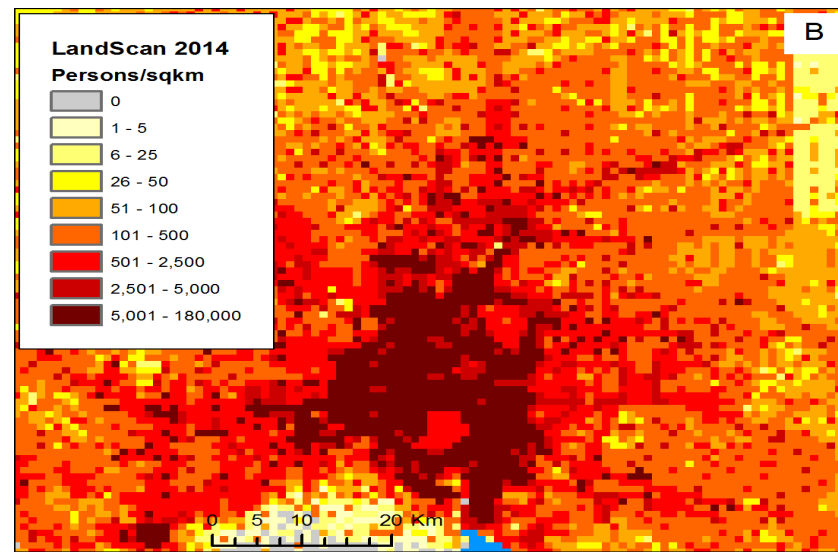 B
LandScan 2014
Persons/sqkm
0
1 - 5
6 - 25
26 - 50
51 - 100
101 - 500
501 - 2,500
2,501 - 5,000
5,001 - 180,000
0 5 10 20 Km